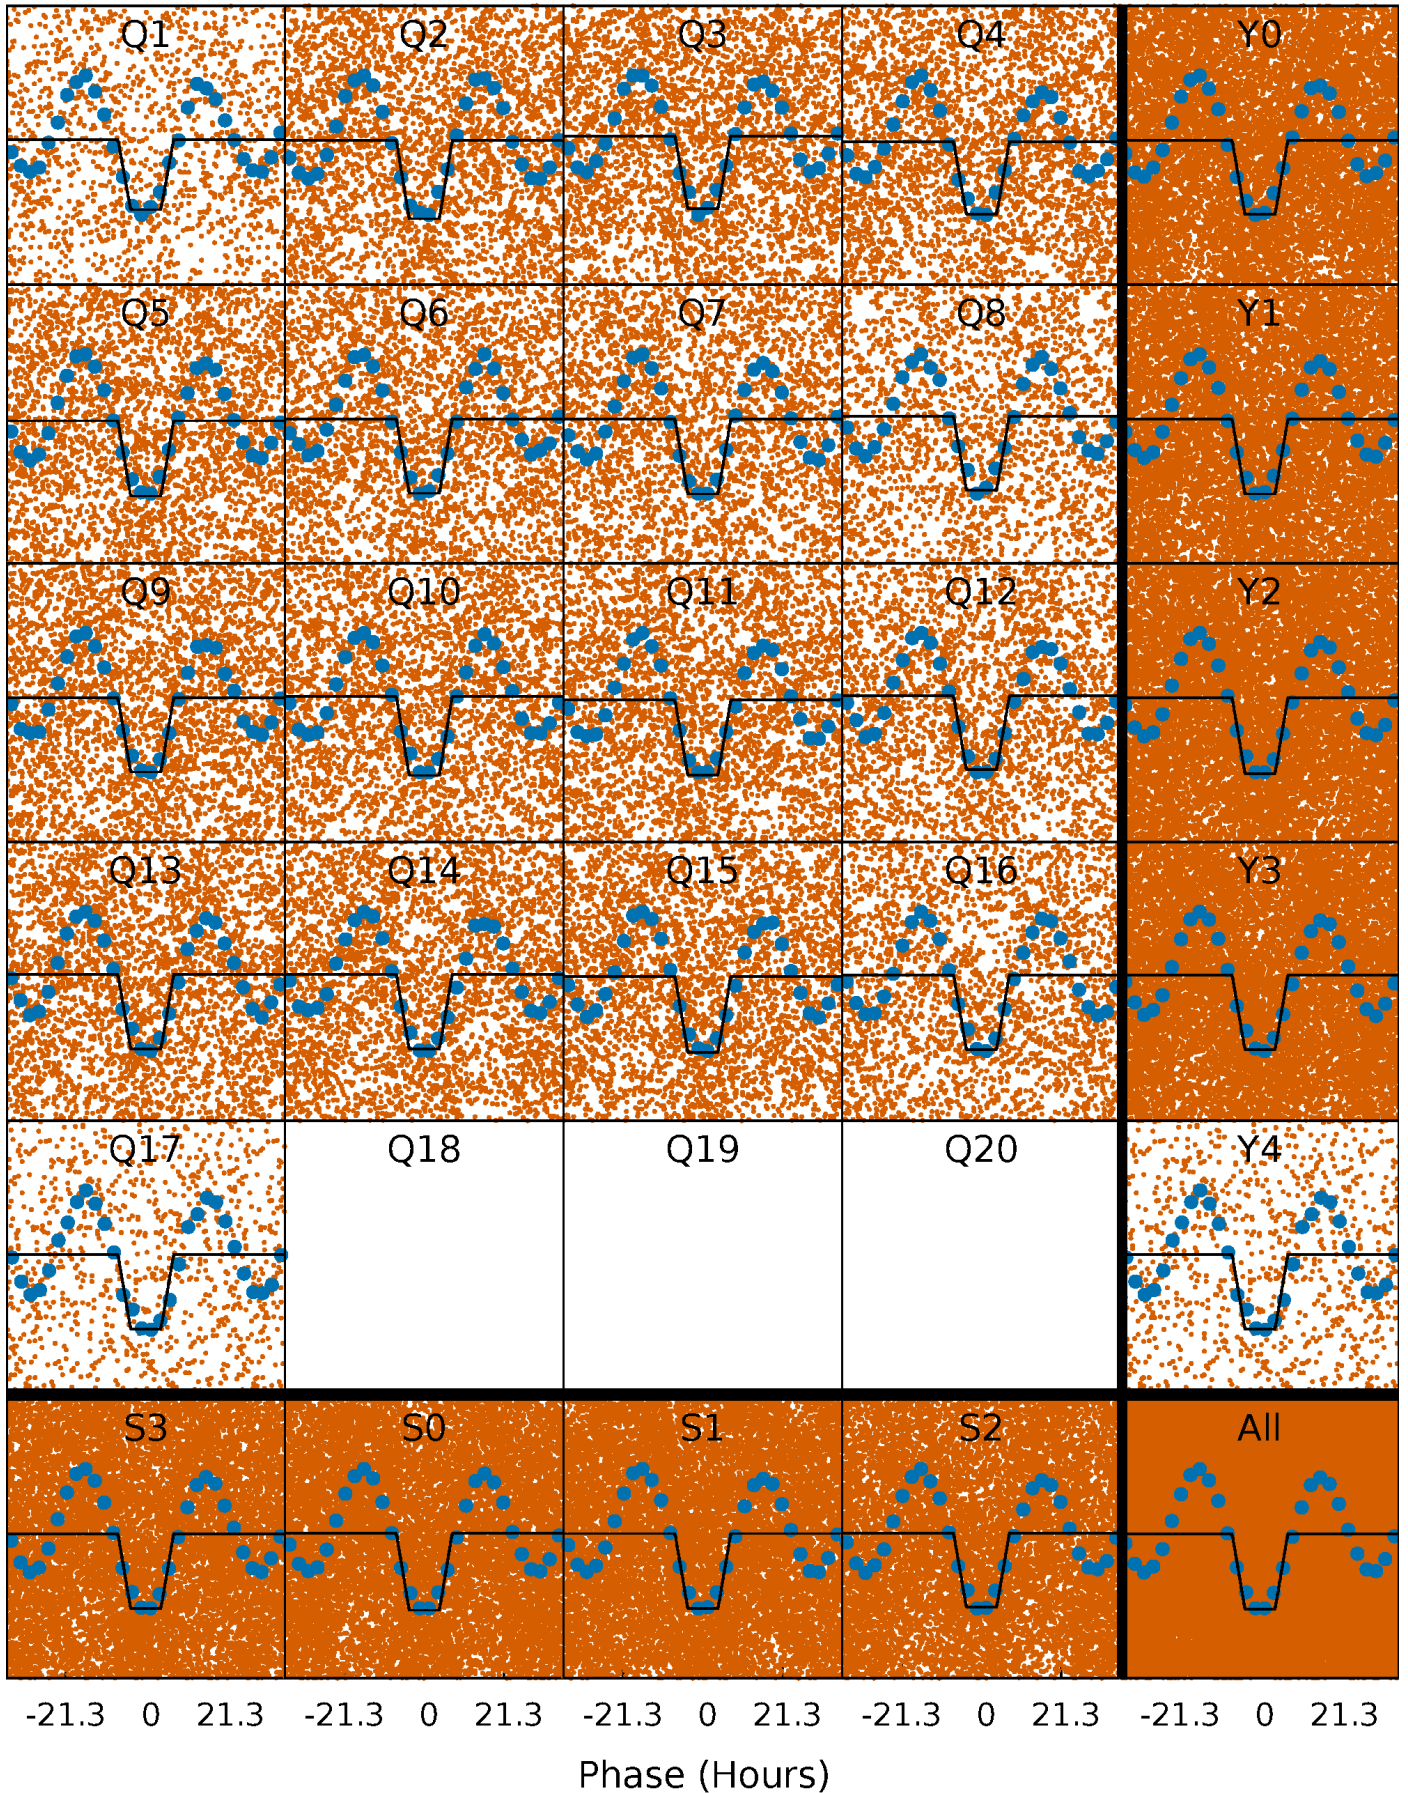 Q1 Q2 Q3 Q4 Y0
Q5 Q6 Q7 Q8 Y1
Q9 Q10 Q11 Q12 Y2
Q13 Q14 Q15 Q16 Y3
Q17 Q18 Q19 Q20 Y4
S3 S0 S1 S2 All
-21.3 0 21.3 -21.3 0 21.3 -21.3 0 21.3 -21.3 0 21.3 -21.3 0 21.3
Phase (Hours)